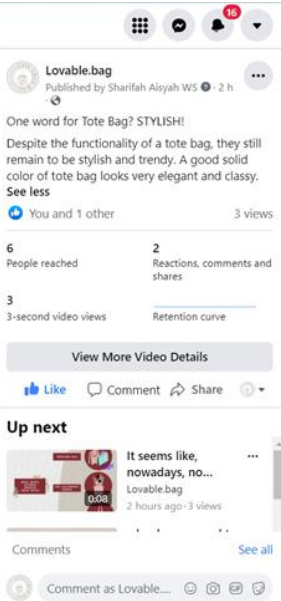 16
Lovable.bag
Published by Sharifah Aisyah WS · 2 h
·
One word for Tote Bag? STYLISH!
Despite the functionality of a tote bag, they still
remain to be stylish and trendy. A good solid
color of tote bag looks very elegant and classy.
See less
You and 1 other 3 views
6 2
People reached Reactions, comments and
shares
3
3-second video views Retention curve
View More Video Details
Like Comment Share
Up next
It seems like,
nowadays, no...
Lovable.bag
0:08
2 hours ago · 3 views
Comments See all
Comment as Lovable....
GIF